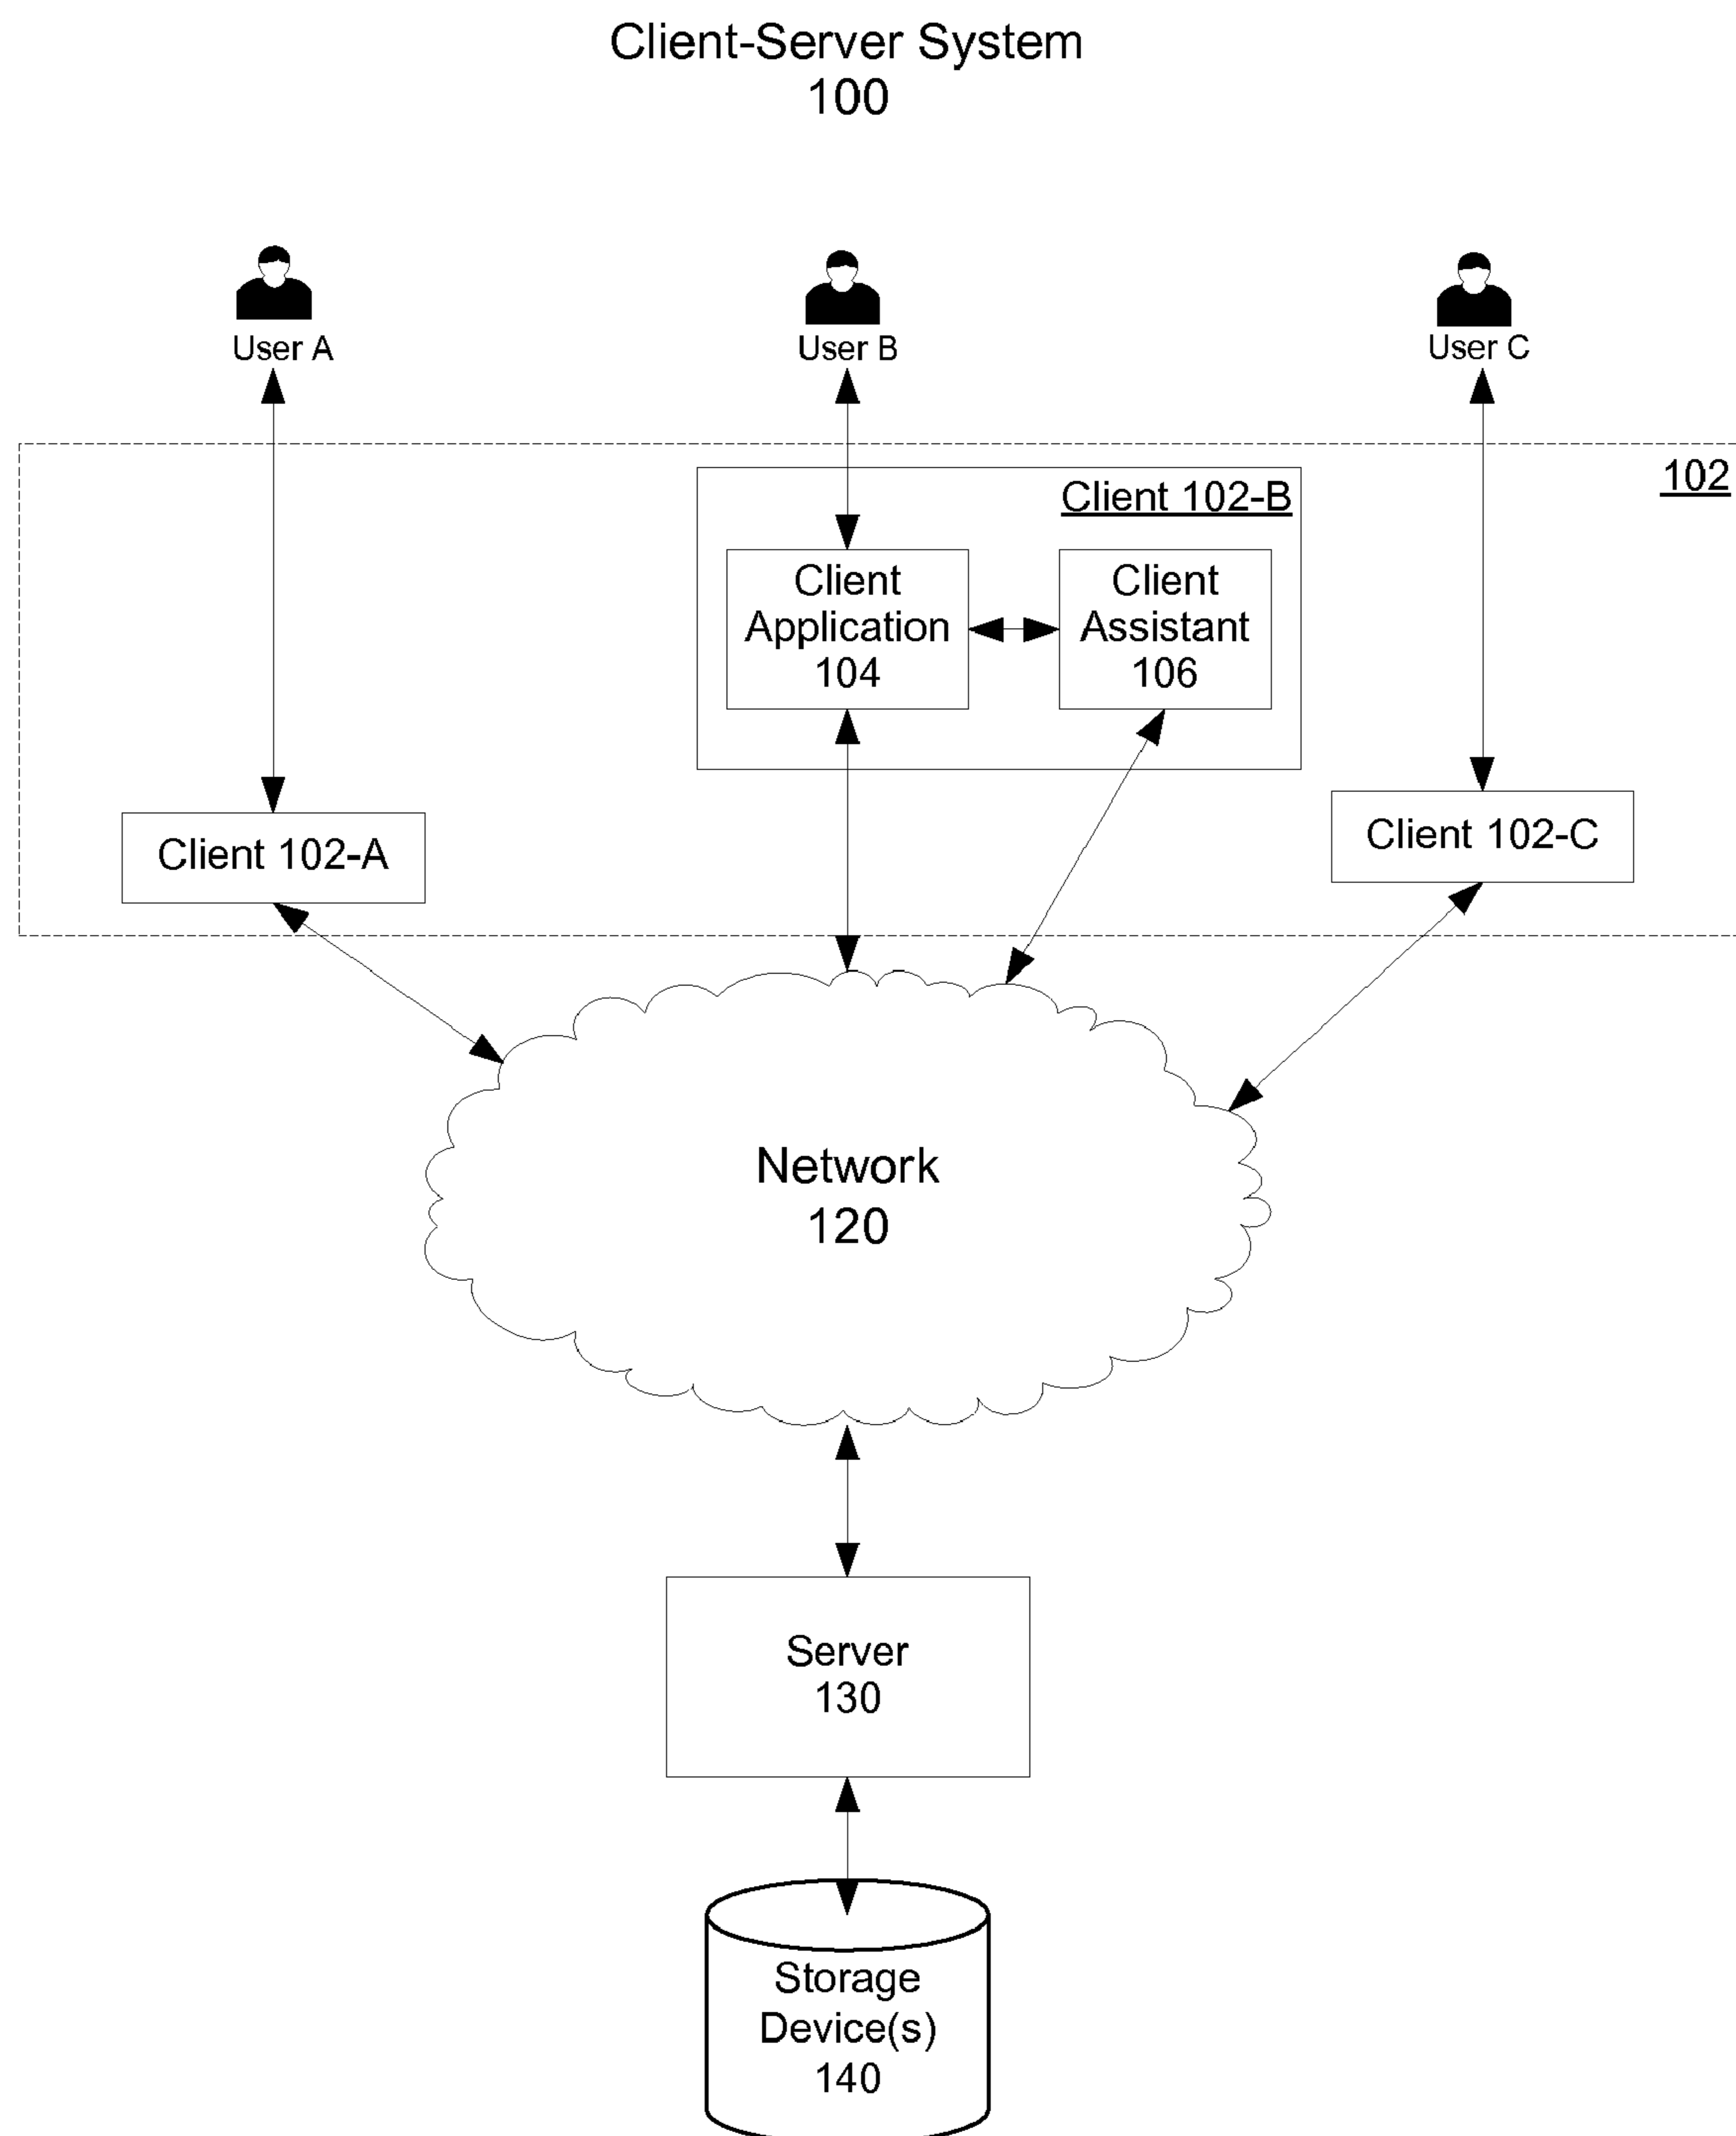 Client-Server System
100
User A
User B
User C
102
Client 102-B
Client
Application
104
Client
Assistant
106
Client 102-A
Client 102-C
Network
120
Server
130
Storage
Device(s)
140